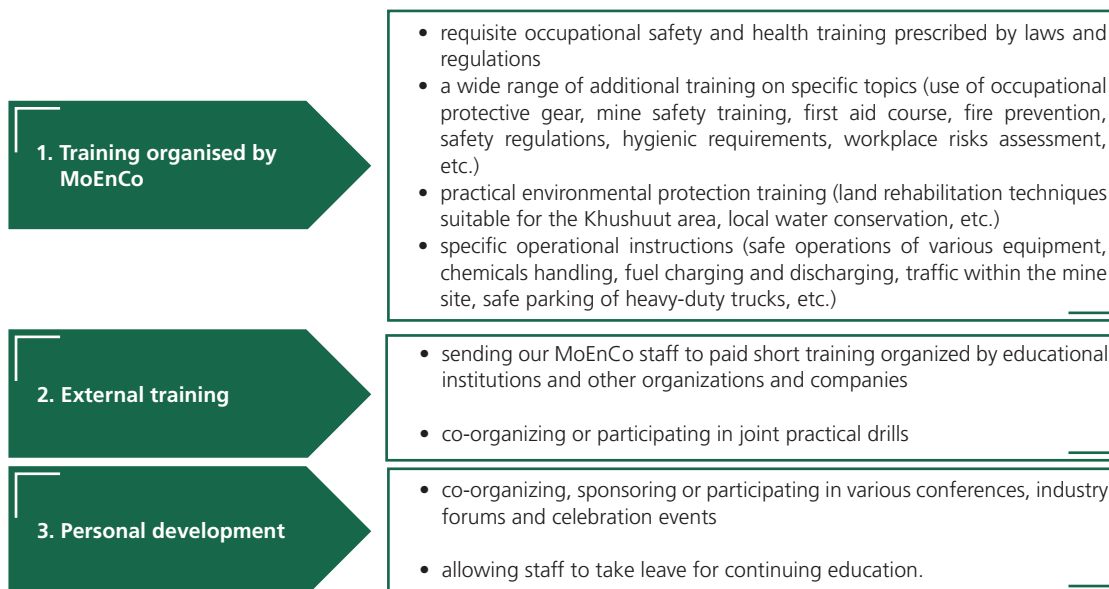 1. Training organised by
MoEnCo
• requisite occupational safety and health training prescribed by laws and
regulations
• a wide range of additional training on specific topics (use of occupational
protective gear, mine safety training, first aid course, fire prevention,
safety regulations, hygienic requirements, workplace risks assessment,
etc.)
• practical environmental protection training (land rehabilitation techniques
suitable for the Khushuut area, local water conservation, etc.)
• specific operational instructions (safe operations of various equipment,
chemicals handling, fuel charging and discharging, traffic within the mine
site, safe parking of heavy-duty trucks, etc.)
2. External training
• sending our MoEnCo staff to paid short training organized by educational
institutions and other organizations and companies
• co-organizing or participating in joint practical drills
3. Personal development
• co-organizing, sponsoring or participating in various conferences, industry
forums and celebration events
• allowing staff to take leave for continuing education.